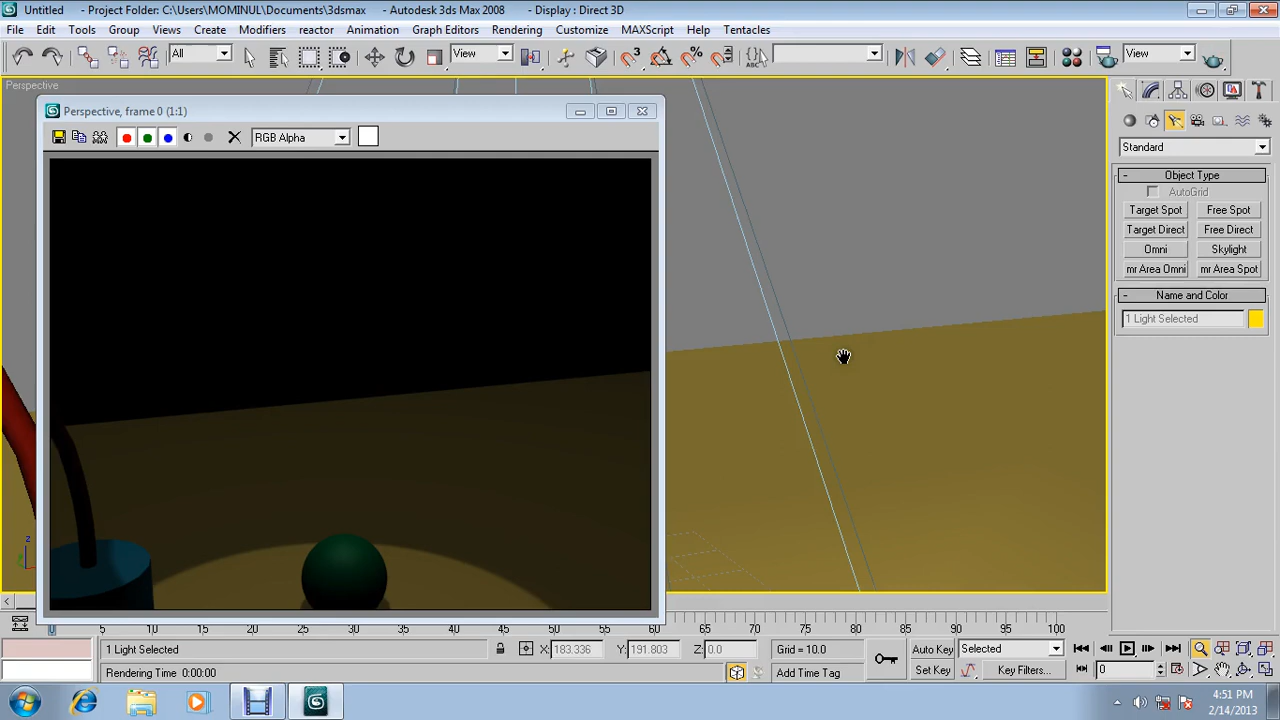 Untitled - Project Folder: C:\Users\MOMINUL\Documents\3dsmax - Autodesk 3ds Max 2008 - Display : Direct 3D
File Edit Tools Group Views Create Modifiers reactor Animation Graph Editors Rendering Customize MAXScript Help Tentacles
All View 3 View
Perspective
Perspective, frame 0 (1:1)
RGB Alpha
Standard
- Object Type
AutoGrid
Target Spot Free Spot
Target Direct Free Direct
Omni Skylight
mr Area Omni mr Area Spot
- Name and Color
1 Light Selected
z
0 5 10 15 20 25 30 35 40 45 50 55 60 65 70 75 80 85 90 95 100
1 Light Selected X: 183.336 Y: 191.803 Z: 0.0 Grid = 10.0 Auto Key Selected
Rendering Time 0:00:00 Add Time Tag Set Key Key Filters... 0
4:51 PM
2/14/2013